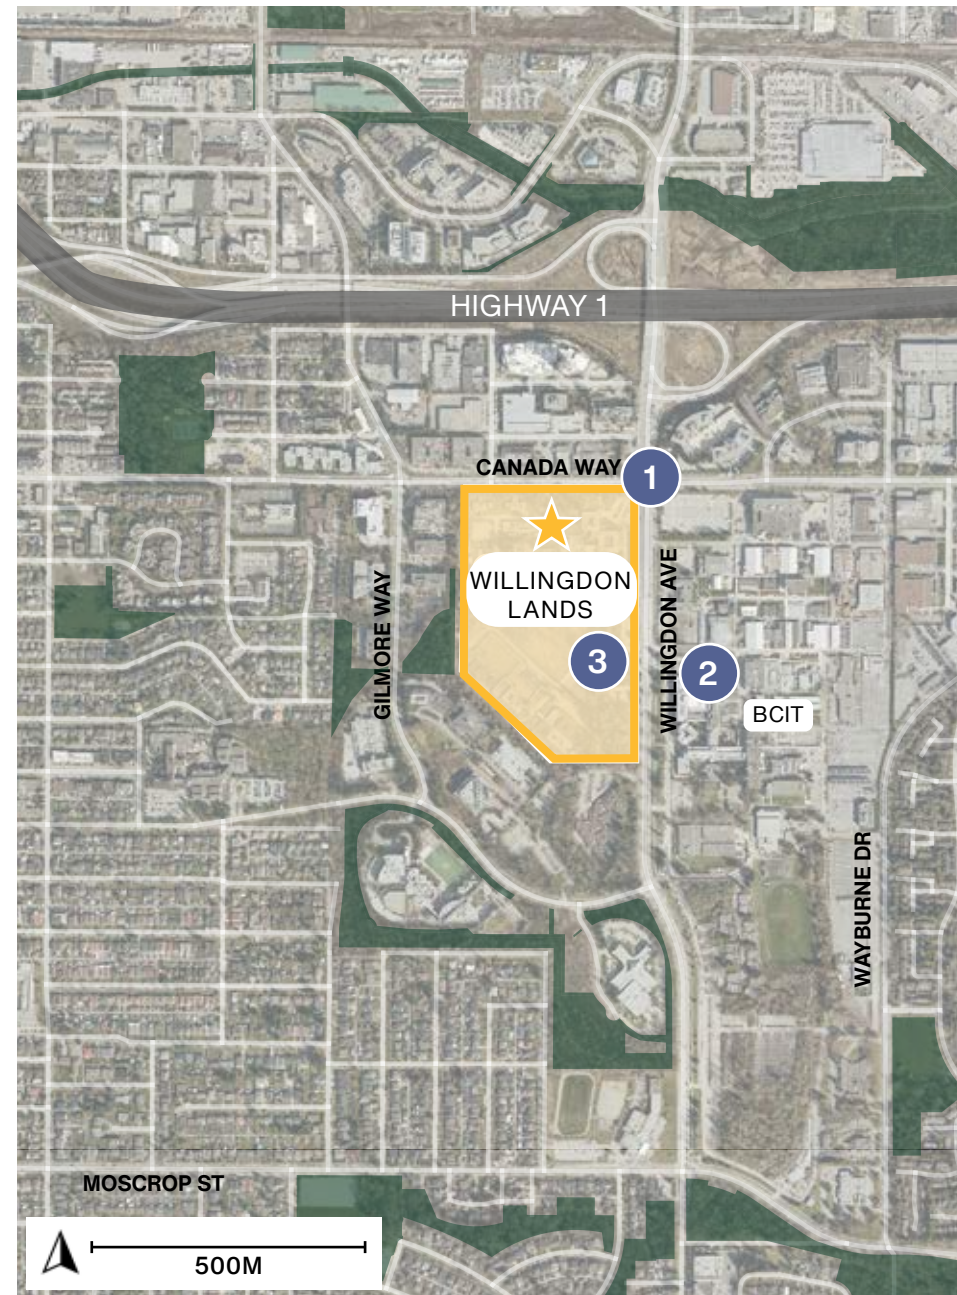 HIGHWAY 1
CANADA WAY
1
WILLINGDON
LANDS
GILMORE WAY
WILLINGDON AVE
3
2
BCIT
WAYBURNE DR
MOSCROP ST
500M